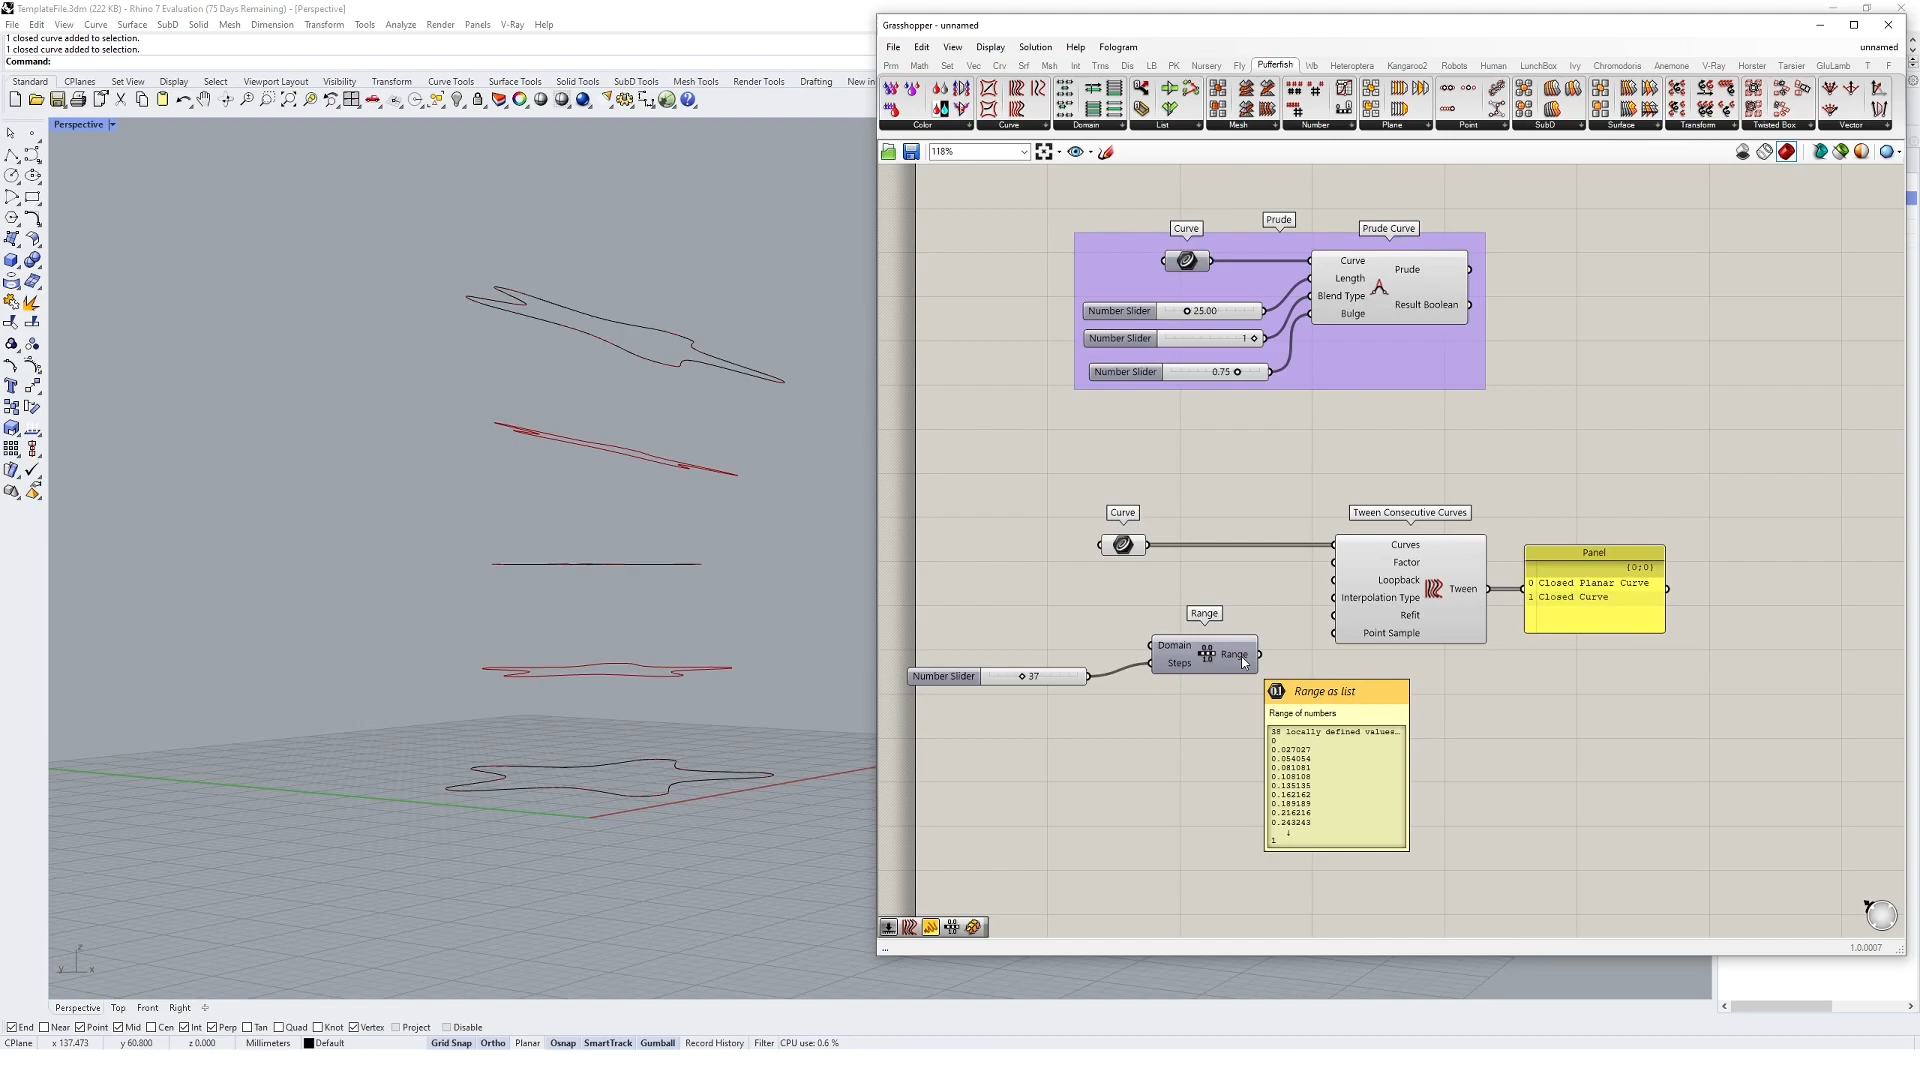 TemplateFile.3dm (222 KB) - Rhino 7 Evaluation (75 Days Remaining) - [Perspective]
File Edit View Curve Surface SubD Solid Mesh Dimension Transform Tools Analyze Render Panels V-Ray Help
1 closed curve added to selection.
1 closed curve added to selection.
Command:
Standard CPlanes Set View Display Select Viewport Layout Visibility Transform Curve Tools Surface Tools Solid Tools SubD Tools Mesh Tools Render Tools Drafting New in
Perspective
Grasshopper - unnamed
File Edit View Display Solution Help Fologram
unnamed
Prm Math Set Vec Crv Srf Msh Int Trns Dis LB PK Nursery Fly Pufferfish Wb Heteroptera Kangaroo2 Robots Human LunchBox Ivy Chromodoris Anemone V-Ray Horster Tarsier GluLamb T F
Color Curve Domain List Mesh Number Plane Point SubD Surface Transform Twisted Box Vector
118%
Curve
Prude
Prude Curve
Curve
Length
Blend Type
Bulge
Prude
Result Boolean
Number Slider 25.00
Number Slider 1
Number Slider 0.75
Curve
Tween Consecutive Curves
Curves
Factor
Loopback
Interpolation Type
Refit
Point Sample
Tween
Panel
{0;0}
0 Closed Planar Curve
1 Closed Curve
Range
Domain
Steps
Range
Number Slider 37
Range as list
Range of numbers
38 locally defined values...
0
0.027027
0.054054
0.081081
0.108108
0.135135
0.162162
0.189189
0.216216
0.243243
↓
1
...
1.0.0007
z
y x
Perspective Top Front Right
End Near Point Mid Cen Int Perp Tan Quad Knot Vertex Project Disable
CPlane x 137.473 y 60.800 z 0.000 Millimeters Default Grid Snap Ortho Planar Osnap SmartTrack Gumball Record History Filter CPU use: 0.6 %